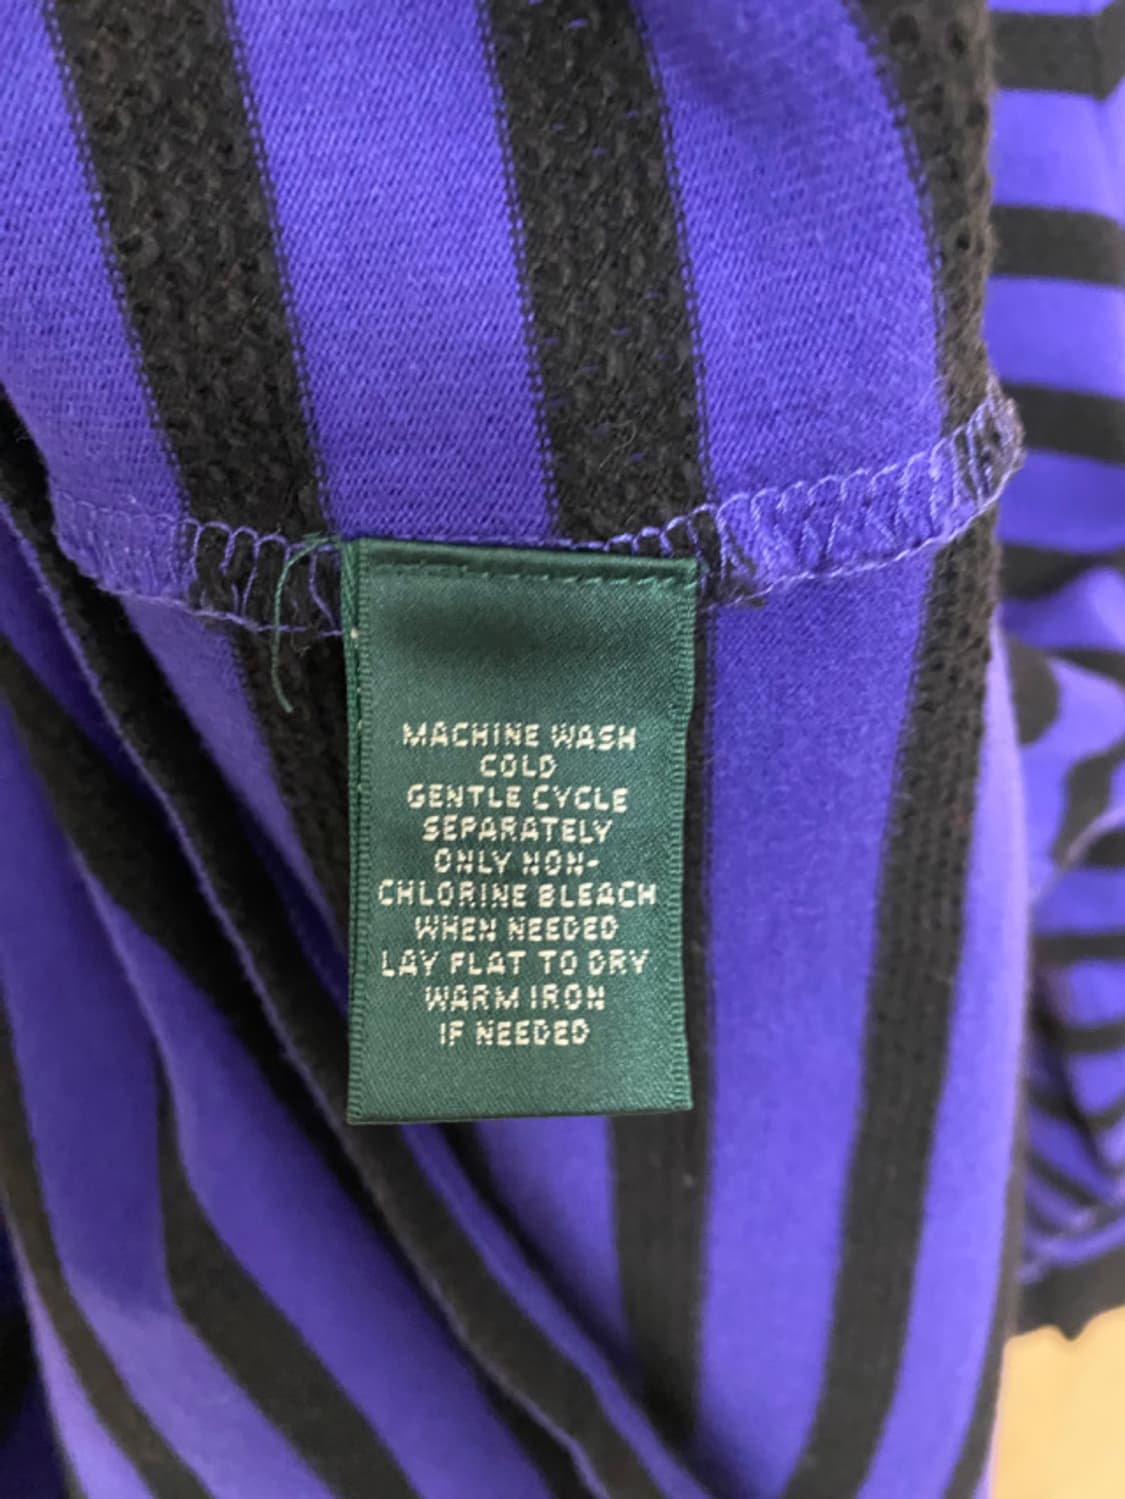 MACHINE WASH
COLD
GENTLE CYCLE
SEPARATELY
ONLY NON-
CHLORINE BLEACH
WHEN NEEDED
LAY FLAT TO DRY
WARM IRON
IF NEEDED